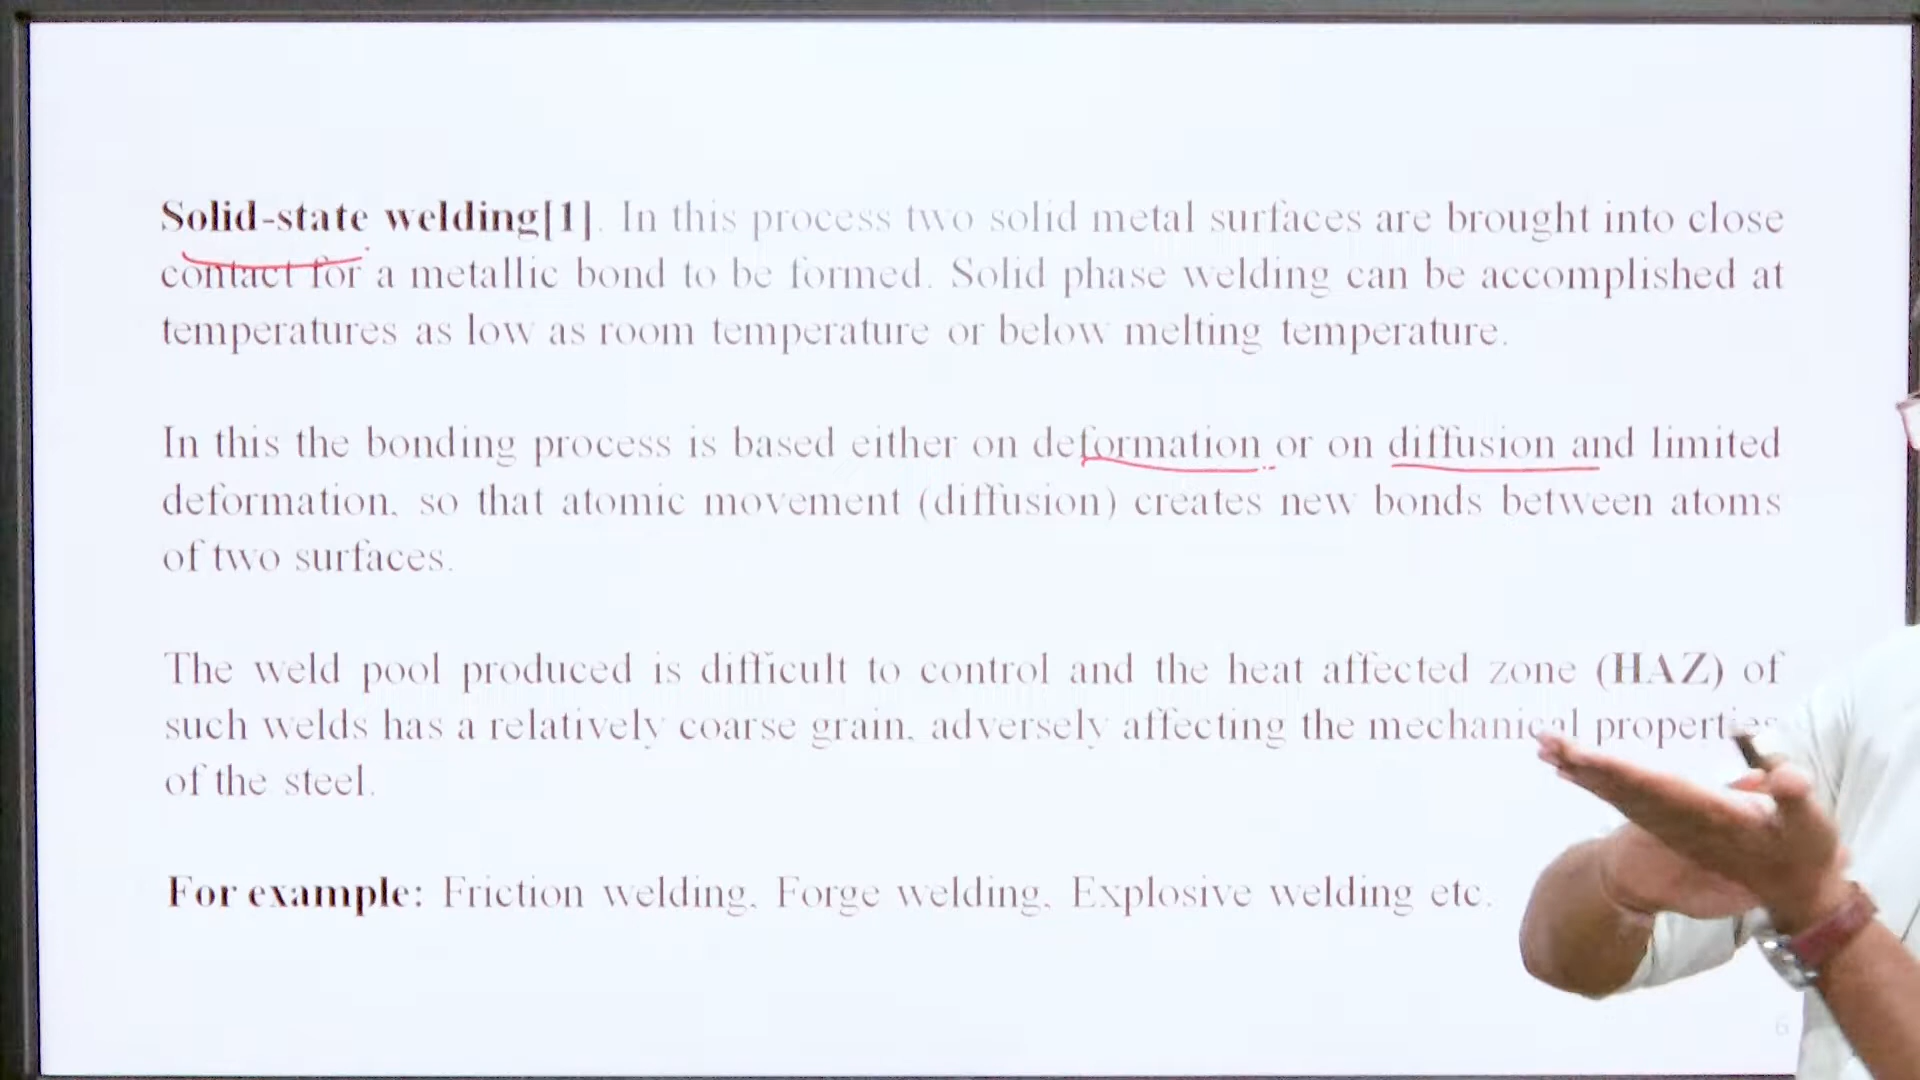 Solid-state welding[1]. In this process two solid metal surfaces are brought into close
contact for a metallic bond to be formed. Solid phase welding can be accomplished at
temperatures as low as room temperature or below melting temperature.
In this the bonding process is based either on deformation or on diffusion and limited
deformation, so that atomic movement (diffusion) creates new bonds between atoms
of two surfaces.
The weld pool produced is difficult to control and the heat affected zone (HAZ) of
such welds has a relatively coarse grain, adversely affecting the mechanical properties
of the steel.
For example: Friction welding, Forge welding, Explosive welding etc.
6